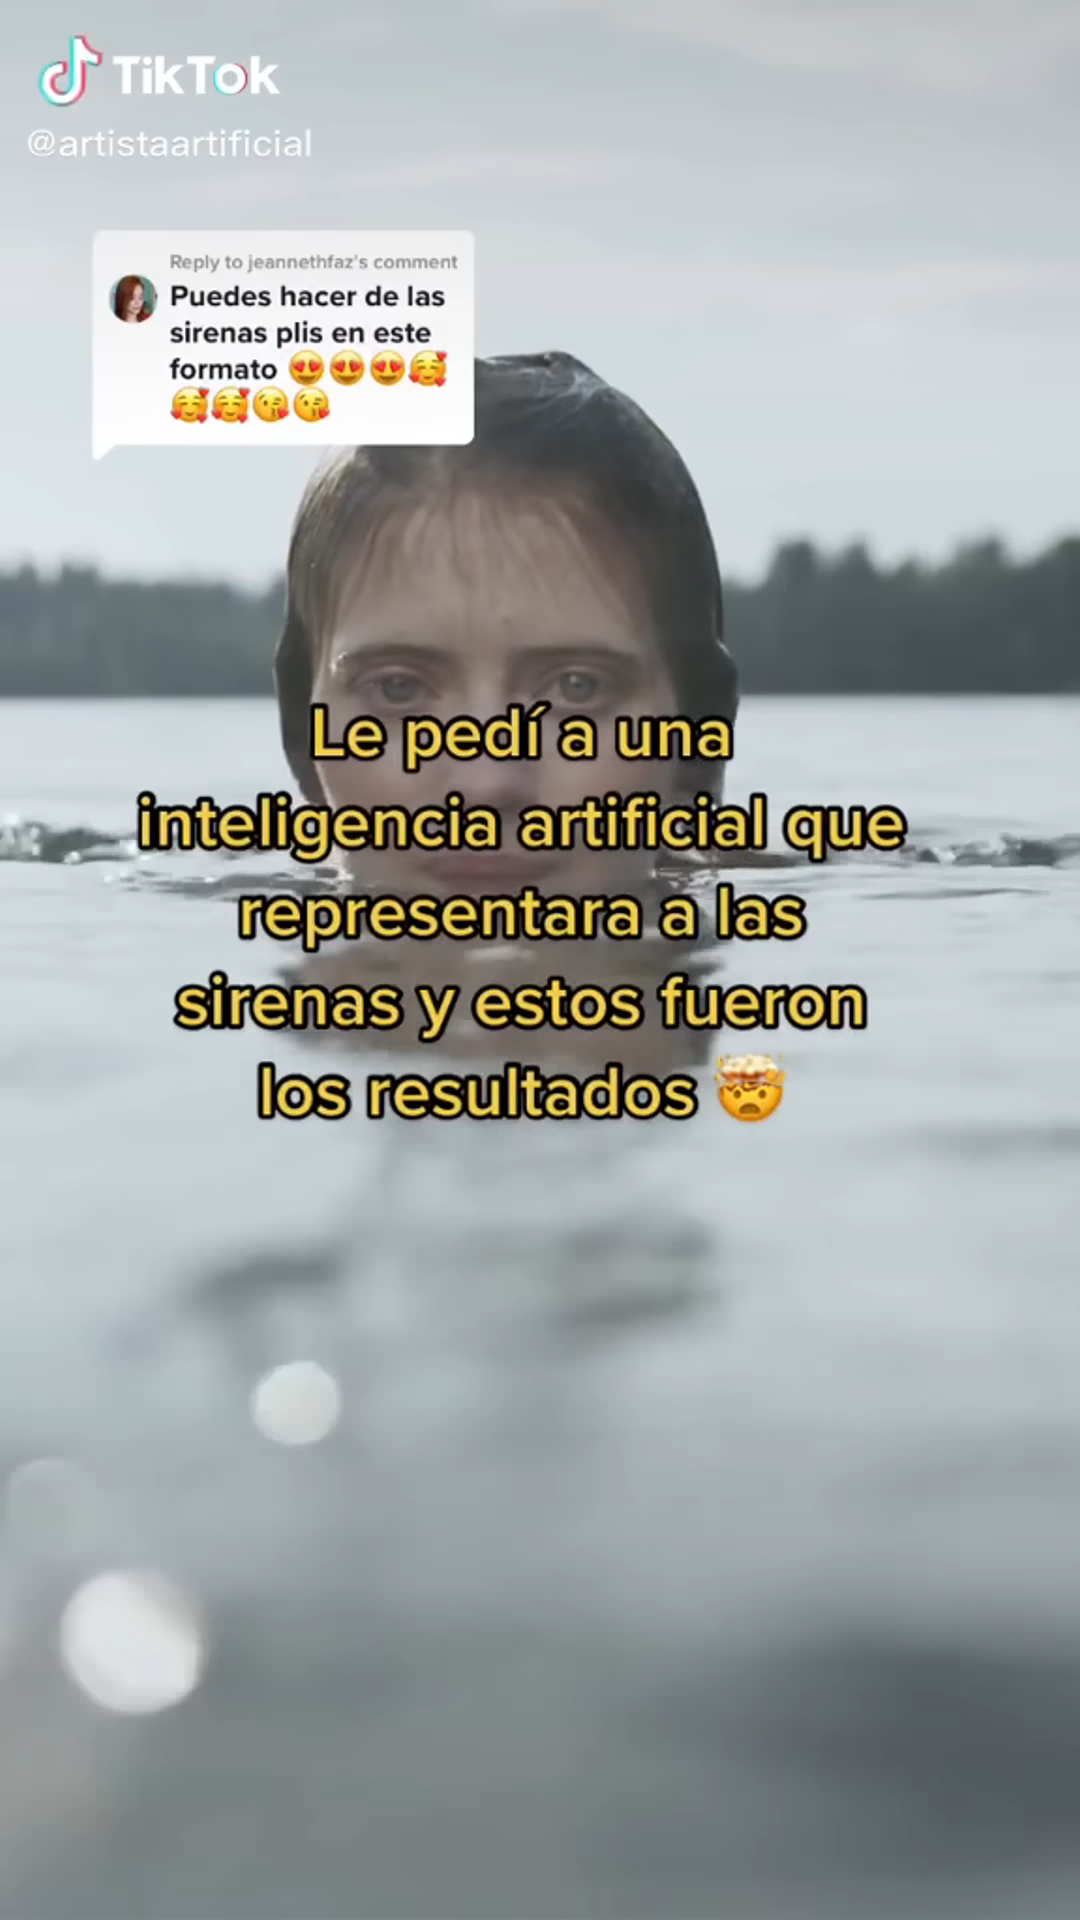 TikTok
@artistaartificial
Reply to jeannethfaz's comment
Puedes hacer de las
sirenas plis en este
formato 😍😍😍🥰
🥰🥰😘😘
Le pedí a una
inteligencia artificial que
representara a las
sirenas y estos fueron
los resultados 🤯